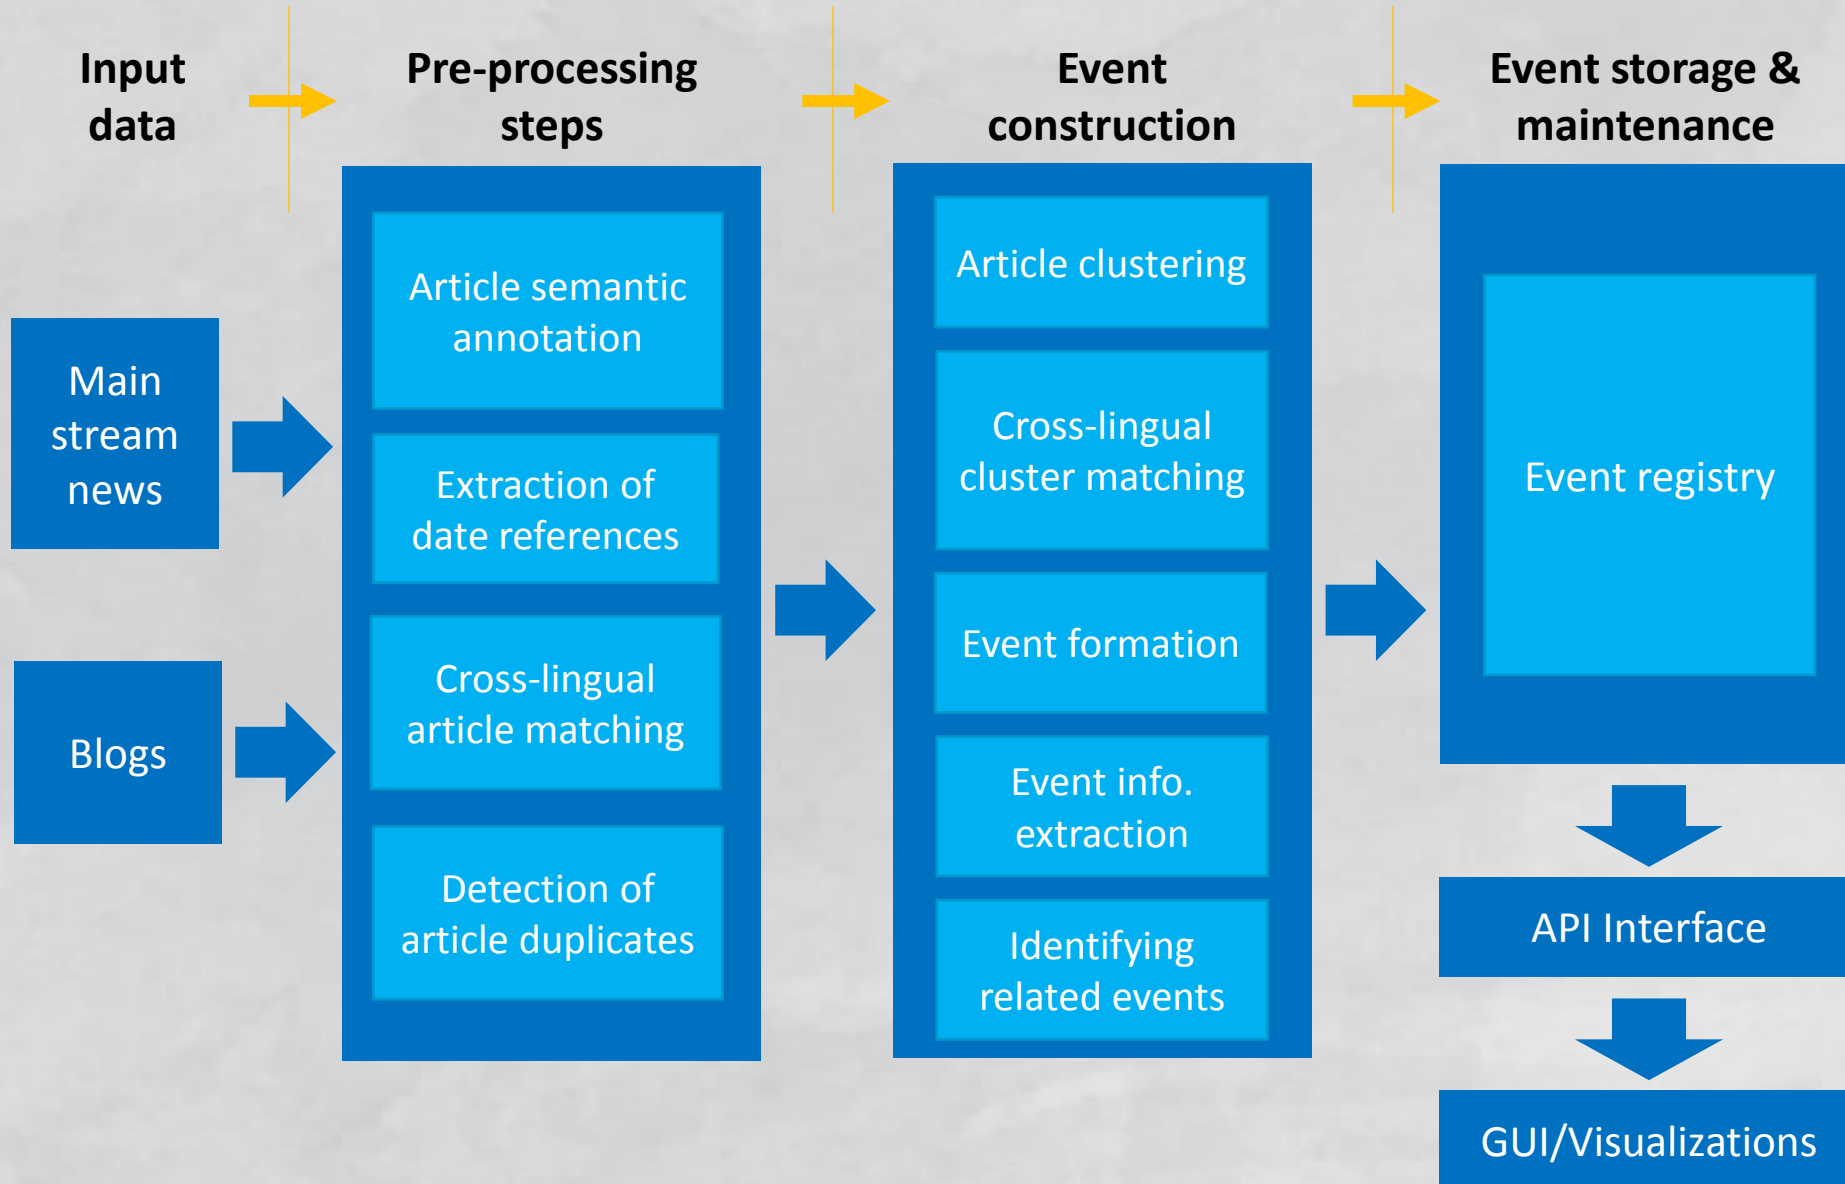 Input
data
Pre-processing
steps
Event
construction
Event storage &
maintenance
Main
stream
news
Blogs
Article semantic
annotation
Extraction of
date references
Cross-lingual
article matching
Detection of
article duplicates
Article clustering
Cross-lingual
cluster matching
Event formation
Event info.
extraction
Identifying
related events
Event registry
API Interface
GUI/Visualizations